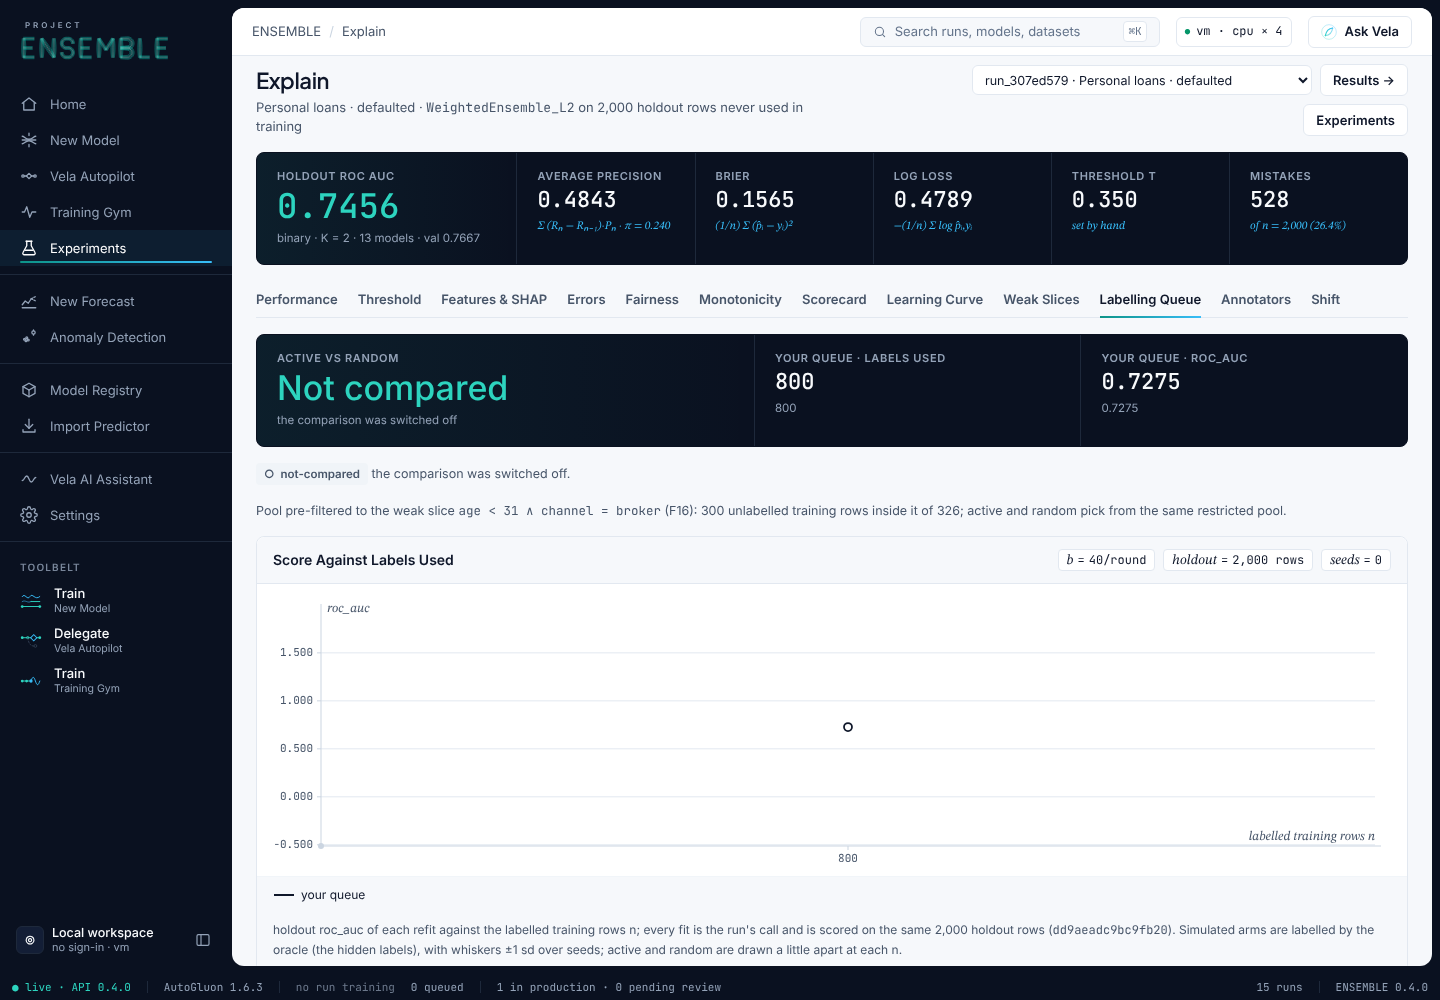 PROJECT
ENSEMBLE
Home
New Model
Vela Autopilot
Training Gym
Experiments
New Forecast
Anomaly Detection
Model Registry
Import Predictor
Vela AI Assistant
Settings
TOOLBELT
Train
New Model
Delegate
Vela Autopilot
Train
Training Gym
Local workspace
no sign-in · vm
ENSEMBLE / Explain
Search runs, models, datasets ⌘K
vm · cpu × 4
Ask Vela
Explain
Personal loans · defaulted · WeightedEnsemble_L2 on 2,000 holdout rows never used in
training
run_307ed579 · Personal loans · defaulted
Results →
Experiments
HOLDOUT ROC AUC
0.7456
binary · K = 2 · 13 models · val 0.7667
AVERAGE PRECISION
0.4843
Σ (Rₙ − Rₙ₋₁)·Pₙ · π = 0.240
BRIER
0.1565
(1/n) Σ (p̂ᵢ − yᵢ)²
LOG LOSS
0.4789
−(1/n) Σ log p̂ᵢ,yᵢ
THRESHOLD T
0.350
set by hand
MISTAKES
528
of n = 2,000 (26.4%)
Performance Threshold Features & SHAP Errors Fairness Monotonicity Scorecard Learning Curve Weak Slices Labelling Queue Annotators Shift
ACTIVE VS RANDOM
Not compared
the comparison was switched off
YOUR QUEUE · LABELS USED
800
800
YOUR QUEUE · ROC_AUC
0.7275
0.7275
not-compared the comparison was switched off.
Pool pre-filtered to the weak slice age < 31 ∧ channel = broker (F16): 300 unlabelled training rows inside it of 326; active and random pick from the same restricted pool.
Score Against Labels Used
b = 40/round
holdout = 2,000 rows
seeds = 0
roc_auc
1.500
1.000
0.500
0.000
-0.500
labelled training rows n
800
your queue
holdout roc_auc of each refit against the labelled training rows n; every fit is the run's call and is scored on the same 2,000 holdout rows (dd9aeadc9bc9fb20). Simulated arms are labelled by the
oracle (the hidden labels), with whiskers ±1 sd over seeds; active and random are drawn a little apart at each n.
live · API 0.4.0
AutoGluon 1.6.3
no run training 0 queued
1 in production · 0 pending review
15 runs
ENSEMBLE 0.4.0